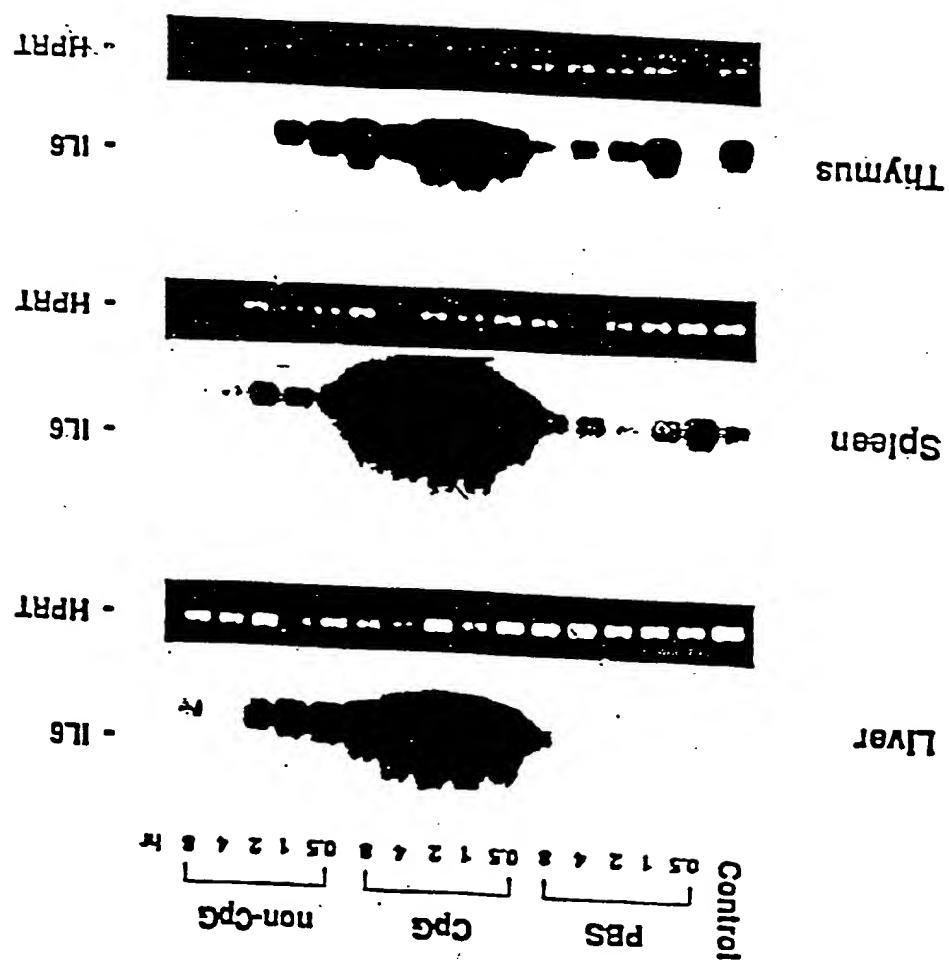 Control
PBS CpG non-CpG
0.5 1 2 4 8 0.5 1 2 4 8 0.5 1 2 4 8 hr
Liver - IL6
- HPRT
Spleen - IL6
- HPRT
Thymus - IL6
- HPRT